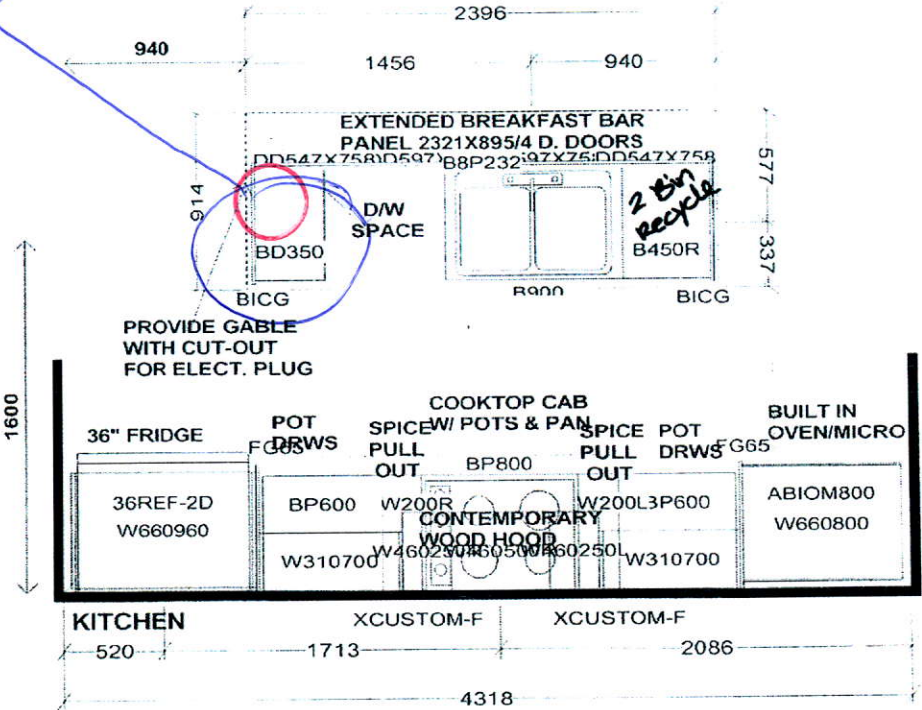 2396
940
1456
940
EXTENDED BREAKFAST BAR
PANEL 2321X895/4 D. DOORS
DD547X758
B8P232
DD547X758
577
914
D/W
SPACE
2 Bin
Recycle
BD350
B450R
337
BICG
B900
BICG
PROVIDE GABLE
WITH CUT-OUT
FOR ELECT. PLUG
1600
36" FRIDGE
POT
DRWS
SPICE
PULL
OUT
COOKTOP CAB
W/ POTS & PAN
SPICE
PULL
OUT
POT
DRWS
FG65
BUILT IN
OVEN/MICRO
BP800
36REF-2D
W660960
BP600
W200R
W200L
ABIOM800
W660800
CONTEMPORARY
WOOD HOOD
W310700
W310700
KITCHEN
XCUSTOM-F
XCUSTOM-F
520
1713
2086
4318